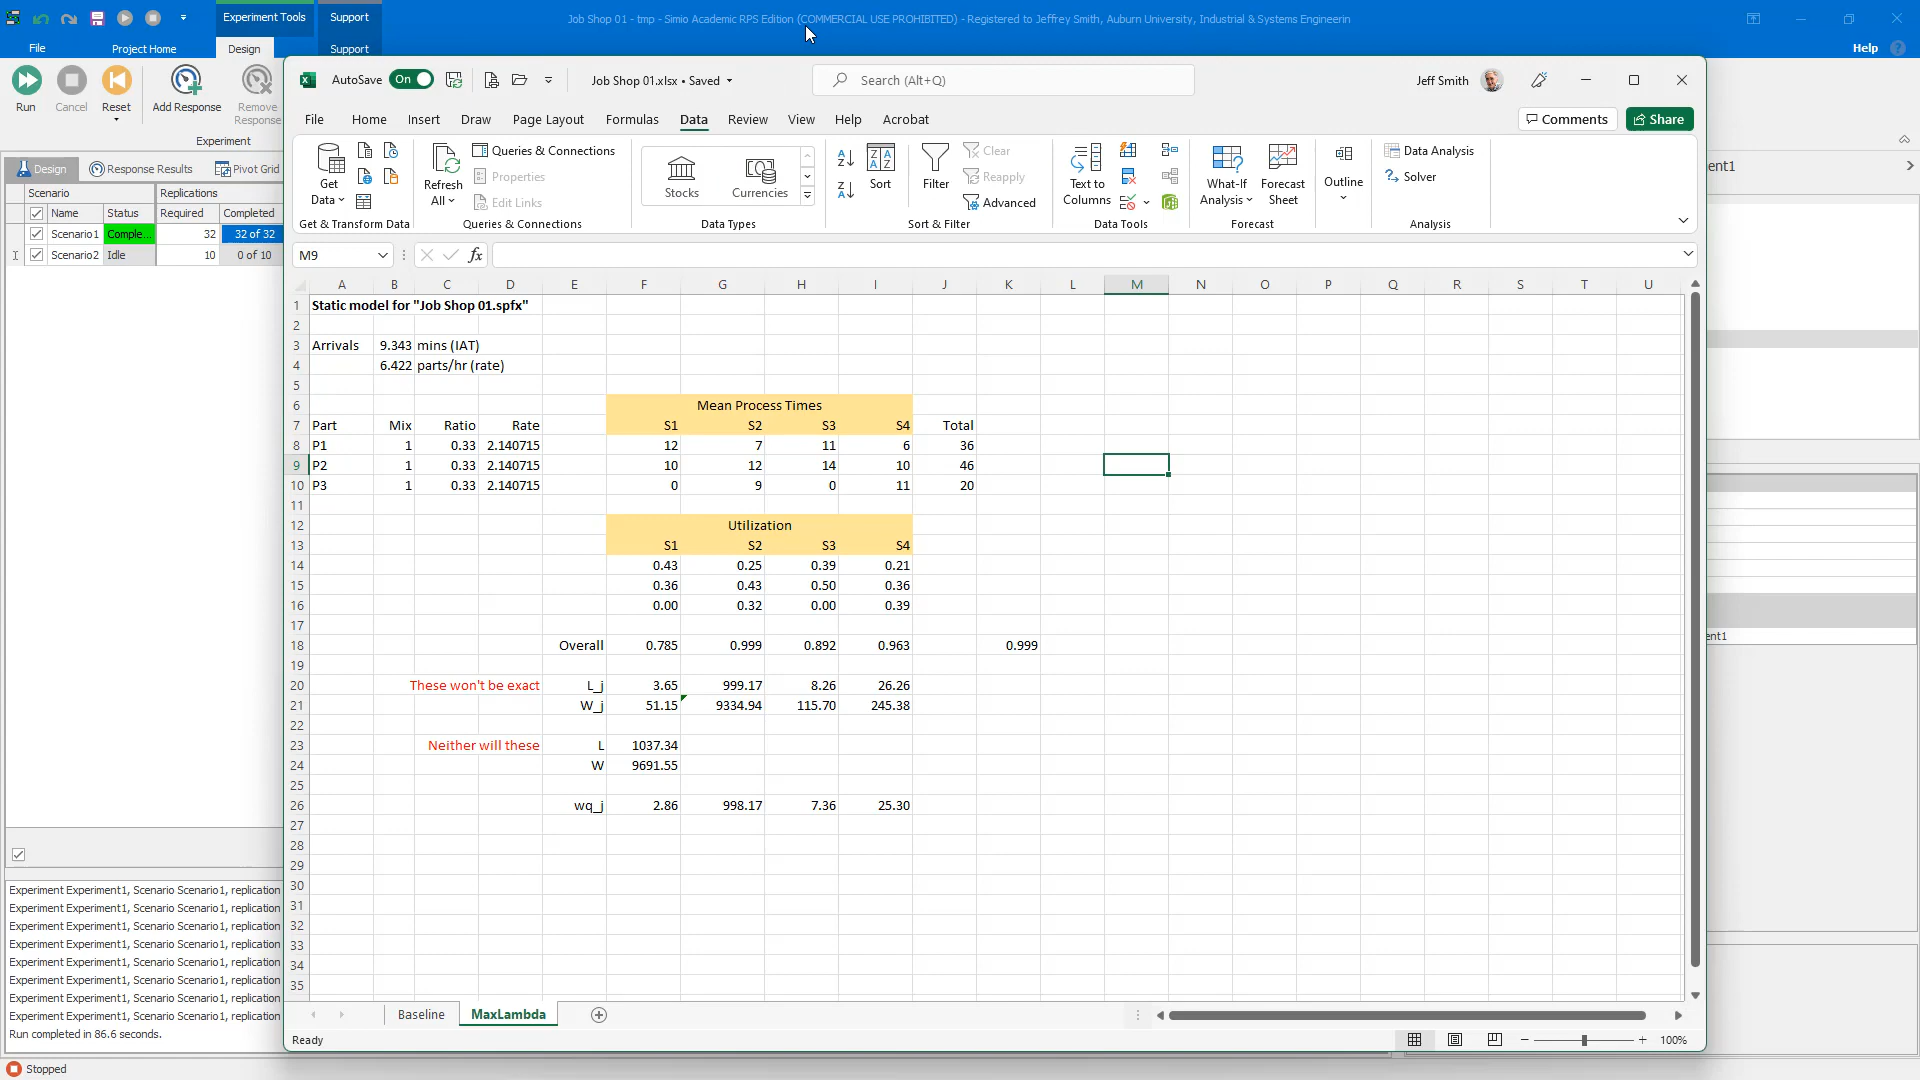 Experiment Tools
Support
Job Shop 01 - tmp - Simio Academic RPS Edition (COMMERCIAL USE PROHIBITED) - Registered to Jeffrey Smith, Auburn University, Industrial & Systems Engineerin
File
Project Home
Design
Support
Help
Run
Cancel
Reset
Add Response
Remove Response
Experiment
Design
Response Results
Pivot Grid
Scenario
Replications
Name
Status
Required
Completed
Scenario1
Comple...
32
32 of 32
Scenario2
Idle
10
0 of 10
Experiment Experiment1, Scenario Scenario1, replication
Experiment Experiment1, Scenario Scenario1, replication
Experiment Experiment1, Scenario Scenario1, replication
Experiment Experiment1, Scenario Scenario1, replication
Experiment Experiment1, Scenario Scenario1, replication
Experiment Experiment1, Scenario Scenario1, replication
Experiment Experiment1, Scenario Scenario1, replication
Experiment Experiment1, Scenario Scenario1, replication
Run completed in 86.6 seconds.
Stopped
ent1
ent1
AutoSave On
Job Shop 01.xlsx • Saved
Search (Alt+Q)
Jeff Smith
File Home Insert Draw Page Layout Formulas Data Review View Help Acrobat
Comments
Share
Get Data
Get & Transform Data
Refresh All
Queries & Connections
Properties
Edit Links
Queries & Connections
Stocks
Currencies
Data Types
Sort
Filter
Clear
Reapply
Advanced
Sort & Filter
Text to Columns
Data Tools
What-If Analysis
Forecast Sheet
Forecast
Outline
Data Analysis
Solver
Analysis
M9
fx
A B C D E F G H I J K L M N O P Q R S T U
1 Static model for "Job Shop 01.spfx"
2
3 Arrivals 9.343 mins (IAT)
4 6.422 parts/hr (rate)
5
6 Mean Process Times
7 Part Mix Ratio Rate S1 S2 S3 S4 Total
8 P1 1 0.33 2.140715 12 7 11 6 36
9 P2 1 0.33 2.140715 10 12 14 10 46
10 P3 1 0.33 2.140715 0 9 0 11 20
11
12 Utilization
13 S1 S2 S3 S4
14 0.43 0.25 0.39 0.21
15 0.36 0.43 0.50 0.36
16 0.00 0.32 0.00 0.39
17
18 Overall 0.785 0.999 0.892 0.963 0.999
19
20 These won't be exact L_j 3.65 999.17 8.26 26.26
21 W_j 51.15 9334.94 115.70 245.38
22
23 Neither will these L 1037.34
24 W 9691.55
25
26 wq_j 2.86 998.17 7.36 25.30
27
28
29
30
31
32
33
34
35
Baseline
MaxLambda
Ready
100%